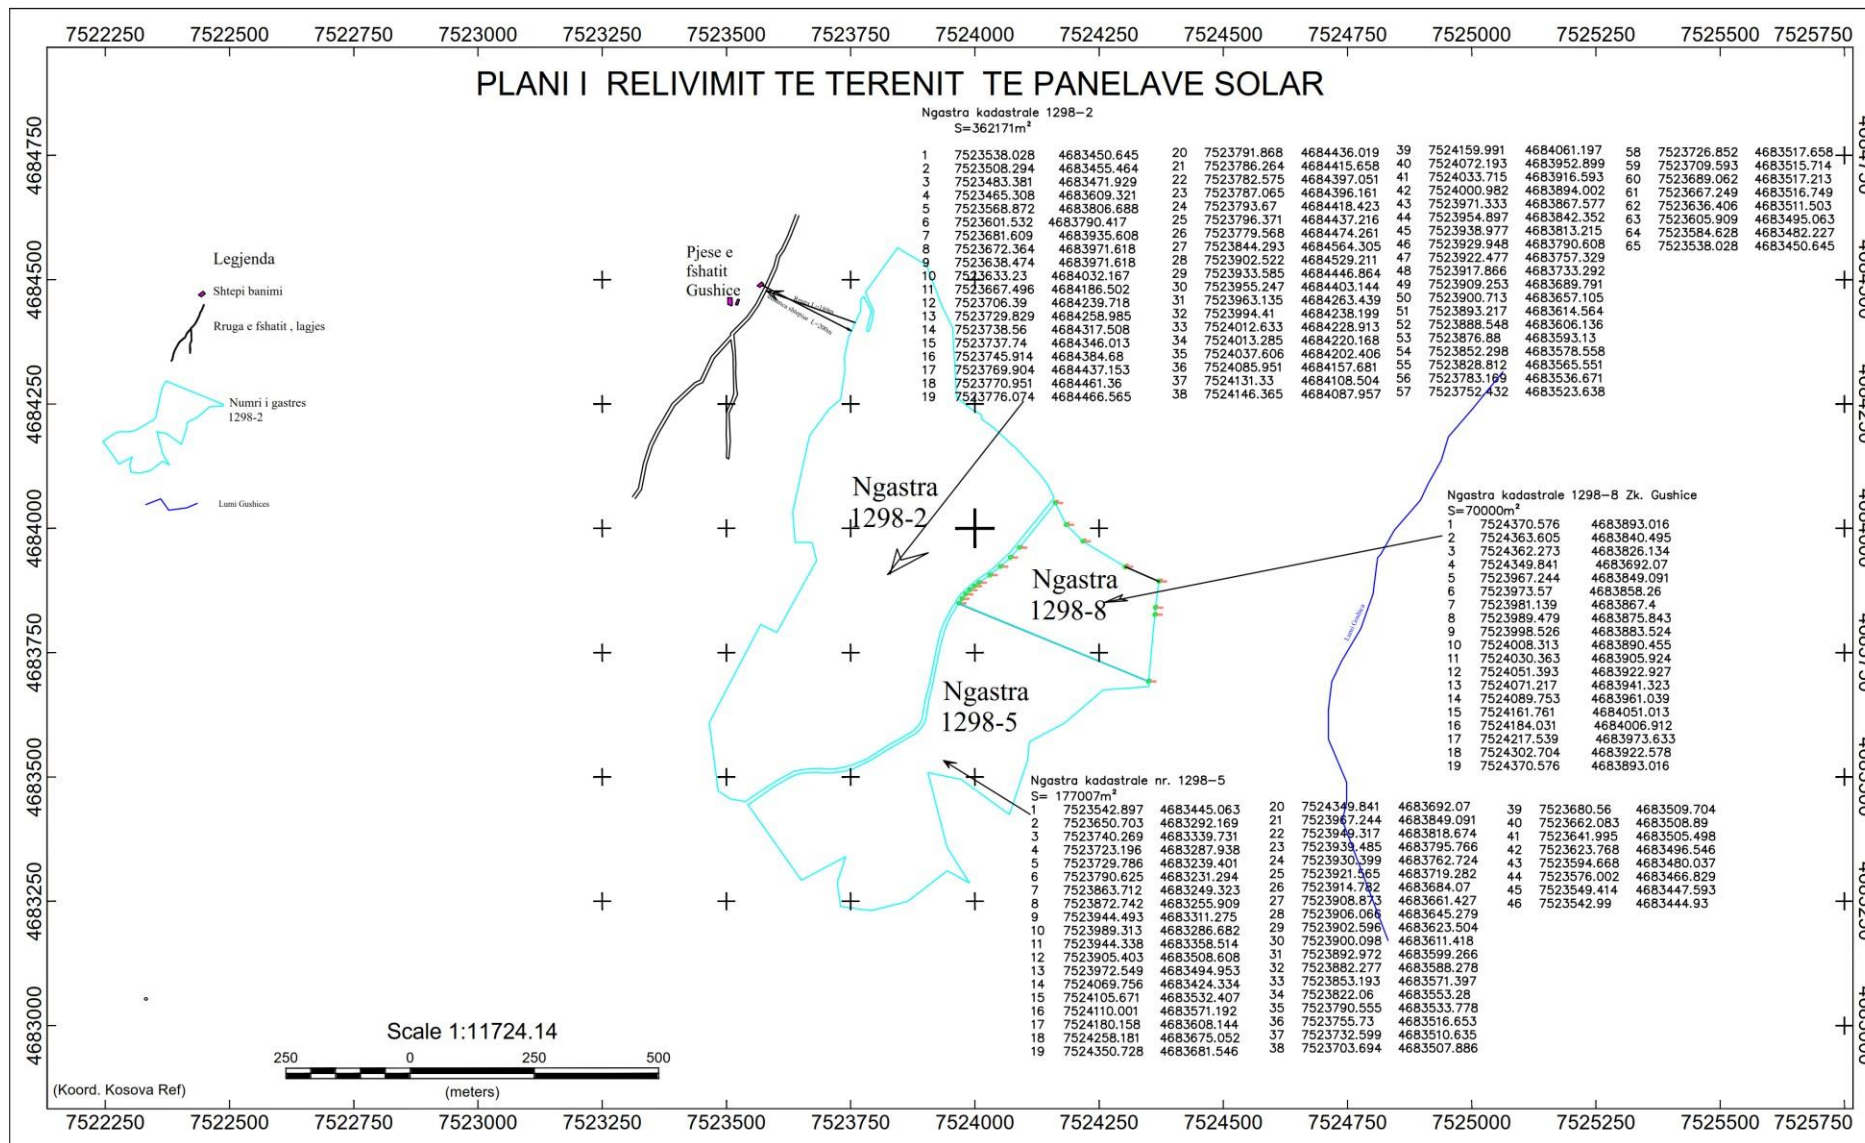 7522250 7522500 7522750 7523000 7523250 7523500 7523750 7524000 7524250 7524500 7524750 7525000 7525250 7525500 7525750
PLANI I RELIVIMIT TE TERENIT TE PANELAVE SOLAR
4684750
4684500
4684250
4684000
4683750
4683500
4683250
4683000
Legjenda
Shtepi banimi
Rruga e fshatit , lagjes
Numri i gastres
1298-2
Lumi Gushices
Pjese e
fshatit
Gushice
Ngastra
1298-2
Ngastra
1298-8
Ngastra
1298-5
Lumi Gushica
Ngastra kadastrale 1298-2
S=362171m²
1 7523538.028 4683450.645
2 7523508.294 4683455.464
3 7523483.381 4683471.929
4 7523465.308 4683609.321
5 7523568.872 4683806.688
6 7523601.532 4683790.417
7 7523681.609 4683935.608
8 7523672.364 4683971.618
9 7523638.474 4683971.618
10 7523633.23 4684032.167
11 7523667.496 4684186.502
12 7523706.39 4684239.718
13 7523729.829 4684258.985
14 7523738.56 4684317.508
15 7523737.74 4684346.013
16 7523745.914 4684384.68
17 7523769.904 4684437.153
18 7523770.951 4684461.36
19 7523776.074 4684466.565
20 7523791.868 4684436.019
21 7523786.264 4684415.658
22 7523782.575 4684397.051
23 7523787.065 4684396.161
24 7523793.67 4684418.423
25 7523796.371 4684437.216
26 7523779.568 4684474.261
27 7523844.293 4684564.305
28 7523902.522 4684529.211
29 7523933.585 4684446.864
30 7523955.247 4684403.144
31 7523963.135 4684263.439
32 7523994.41 4684238.199
33 7524012.633 4684228.913
34 7524013.285 4684220.168
35 7524037.606 4684202.406
36 7524085.951 4684157.681
37 7524131.33 4684108.504
38 7524146.365 4684087.957
39 7524159.991 4684061.197
40 7524072.193 4683952.899
41 7524033.715 4683916.593
42 7524000.982 4683894.002
43 7523971.333 4683867.577
44 7523954.897 4683842.352
45 7523938.977 4683813.215
46 7523929.948 4683790.608
47 7523922.477 4683757.329
48 7523917.866 4683733.292
49 7523909.253 4683689.791
50 7523900.713 4683657.105
51 7523893.217 4683614.564
52 7523888.548 4683606.136
53 7523876.88 4683593.13
54 7523852.298 4683578.558
55 7523828.812 4683565.551
56 7523783.169 4683536.671
57 7523752.432 4683523.638
58 7523726.852 4683517.658
59 7523709.593 4683515.714
60 7523689.062 4683517.213
61 7523667.249 4683516.749
62 7523636.406 4683511.503
63 7523605.909 4683495.063
64 7523584.628 4683482.227
65 7523538.028 4683450.645
Ngastra kadastrale 1298-8 Zk. Gushice
S=70000m²
1 7524370.576 4683893.016
2 7524363.605 4683840.495
3 7524362.273 4683826.134
4 7524349.841 4683692.07
5 7523967.244 4683849.091
6 7523973.57 4683858.26
7 7523981.139 4683867.4
8 7523989.479 4683875.843
9 7523998.526 4683883.524
10 7524008.313 4683890.455
11 7524030.363 4683905.924
12 7524051.393 4683922.927
13 7524071.217 4683941.323
14 7524089.753 4683961.039
15 7524161.761 4684051.013
16 7524184.031 4684006.912
17 7524217.539 4683973.633
18 7524302.704 4683922.578
19 7524370.576 4683893.016
Ngastra kadastrale nr. 1298-5
S= 177007m²
1 7523542.897 4683445.063
2 7523650.703 4683292.169
3 7523740.269 4683339.731
4 7523723.196 4683287.938
5 7523729.786 4683239.401
6 7523790.625 4683231.294
7 7523863.712 4683249.323
8 7523872.742 4683255.909
9 7523944.493 4683311.275
10 7523989.313 4683286.682
11 7523944.338 4683358.514
12 7523905.403 4683508.608
13 7523972.549 4683494.953
14 7524069.756 4683424.334
15 7524105.671 4683532.407
16 7524110.001 4683571.192
17 7524180.158 4683608.144
18 7524258.181 4683675.052
19 7524350.728 4683681.546
20 7524349.841 4683692.07
21 7523967.244 4683849.091
22 7523949.317 4683818.674
23 7523939.485 4683795.766
24 7523930.399 4683762.724
25 7523921.565 4683719.282
26 7523914.782 4683684.07
27 7523908.873 4683661.427
28 7523906.066 4683645.279
29 7523902.596 4683623.504
30 7523900.098 4683611.418
31 7523892.972 4683599.266
32 7523882.277 4683588.278
33 7523853.193 4683571.397
34 7523822.06 4683553.28
35 7523790.555 4683533.778
36 7523755.73 4683516.653
37 7523732.599 4683510.635
38 7523703.694 4683507.886
39 7523680.56 4683509.704
40 7523662.083 4683508.89
41 7523641.995 4683505.498
42 7523623.768 4683496.546
43 7523594.668 4683480.037
44 7523576.002 4683466.829
45 7523549.414 4683447.593
46 7523542.99 4683444.93
Scale 1:11724.14
250 0 250 500
(meters)
(Koord. Kosova Ref)
7522250 7522500 7522750 7523000 7523250 7523500 7523750 7524000 7524250 7524500 7524750 7525000 7525250 7525500 7525750